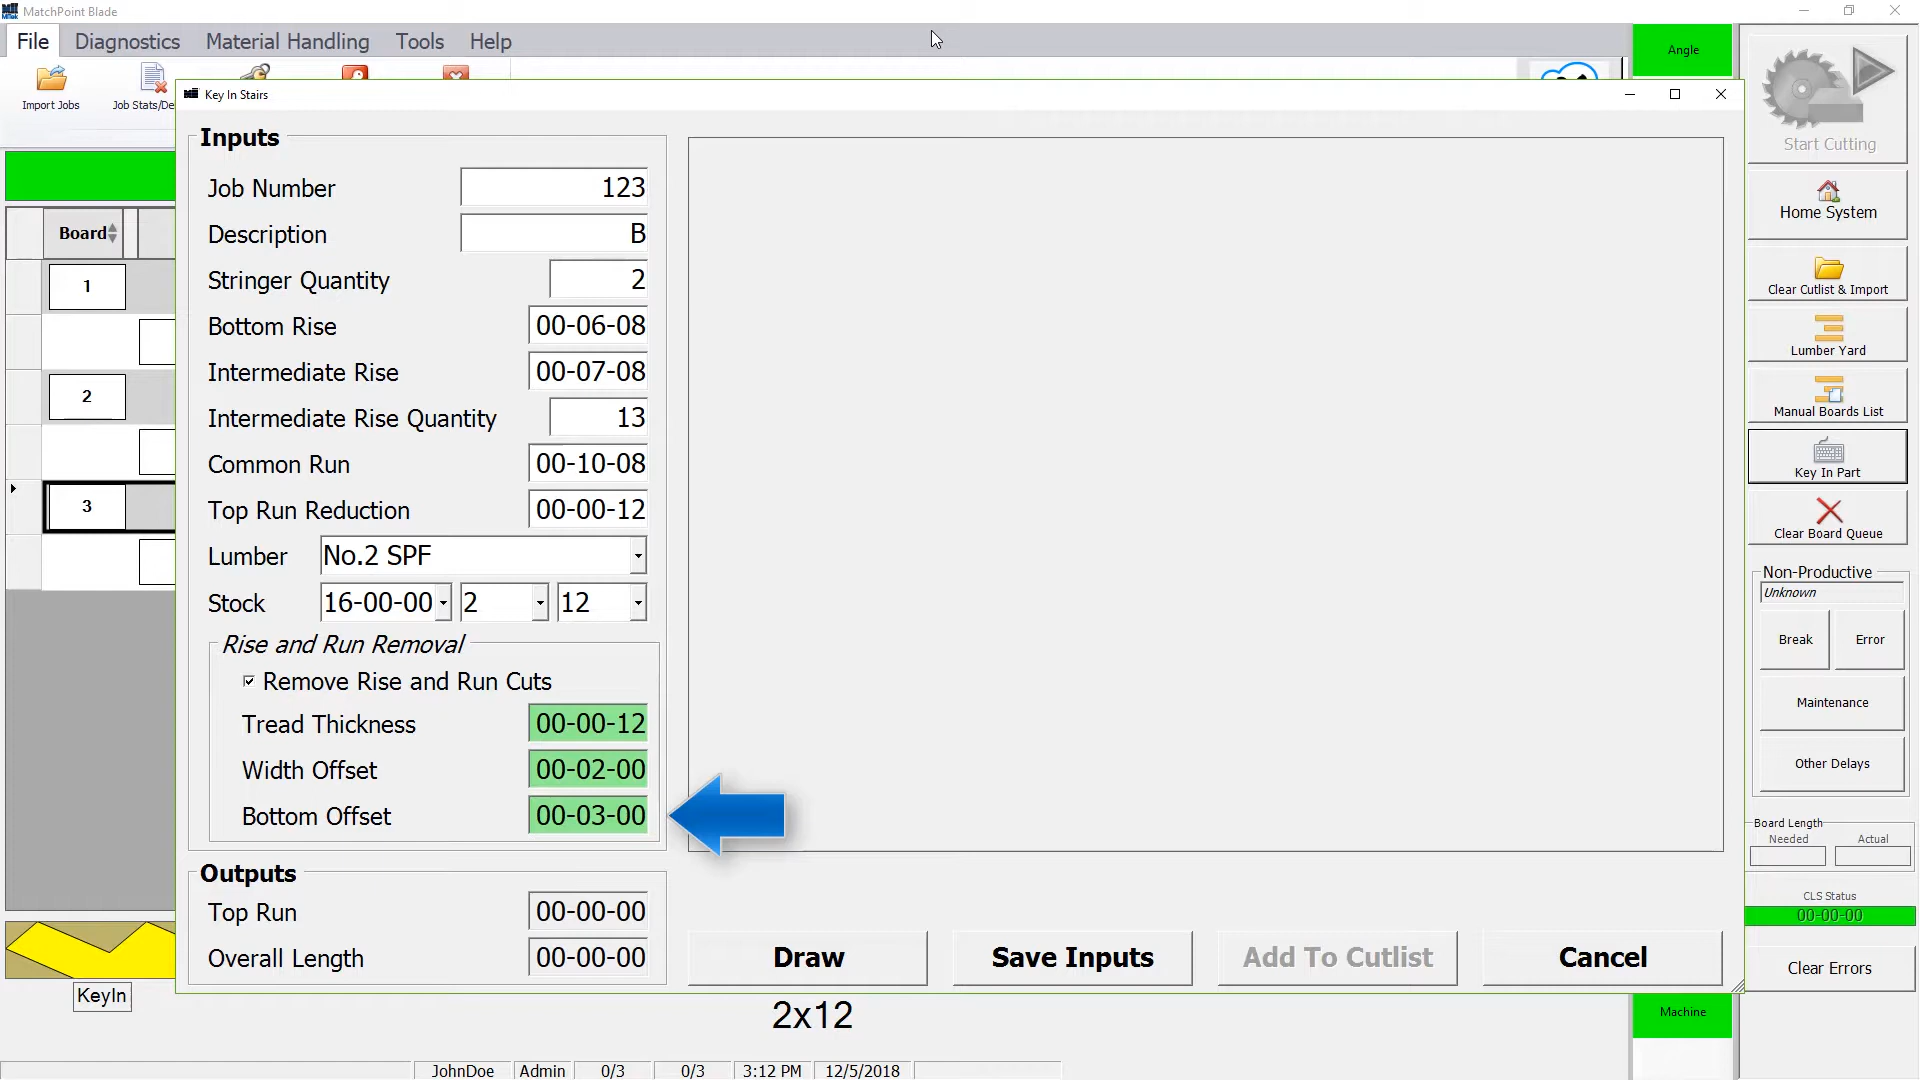 MatchPoint Blade
File Diagnostics Material Handling Tools Help
Import Jobs
Job Stats/De
Angle
Start Cutting
Key In Stairs
Inputs
Job Number 123
Description B
Stringer Quantity 2
Bottom Rise 00-06-08
Intermediate Rise 00-07-08
Intermediate Rise Quantity 13
Common Run 00-10-08
Top Run Reduction 00-00-12
Lumber No.2 SPF
Stock 16-00-00 2 12
Rise and Run Removal
Remove Rise and Run Cuts
Tread Thickness 00-00-12
Width Offset 00-02-00
Bottom Offset 00-03-00
Outputs
Top Run 00-00-00
Overall Length 00-00-00
Draw
Save Inputs
Add To Cutlist
Cancel
Board
1
2
3
KeyIn
2x12
Home System
Clear Cutlist & Import
Lumber Yard
Manual Boards List
Key In Part
Clear Board Queue
Non-Productive
Unknown
Break
Error
Maintenance
Other Delays
Board Length
Needed Actual
CLS Status
00-00-00
Clear Errors
Machine
JohnDoe Admin 0/3 0/3 3:12 PM 12/5/2018